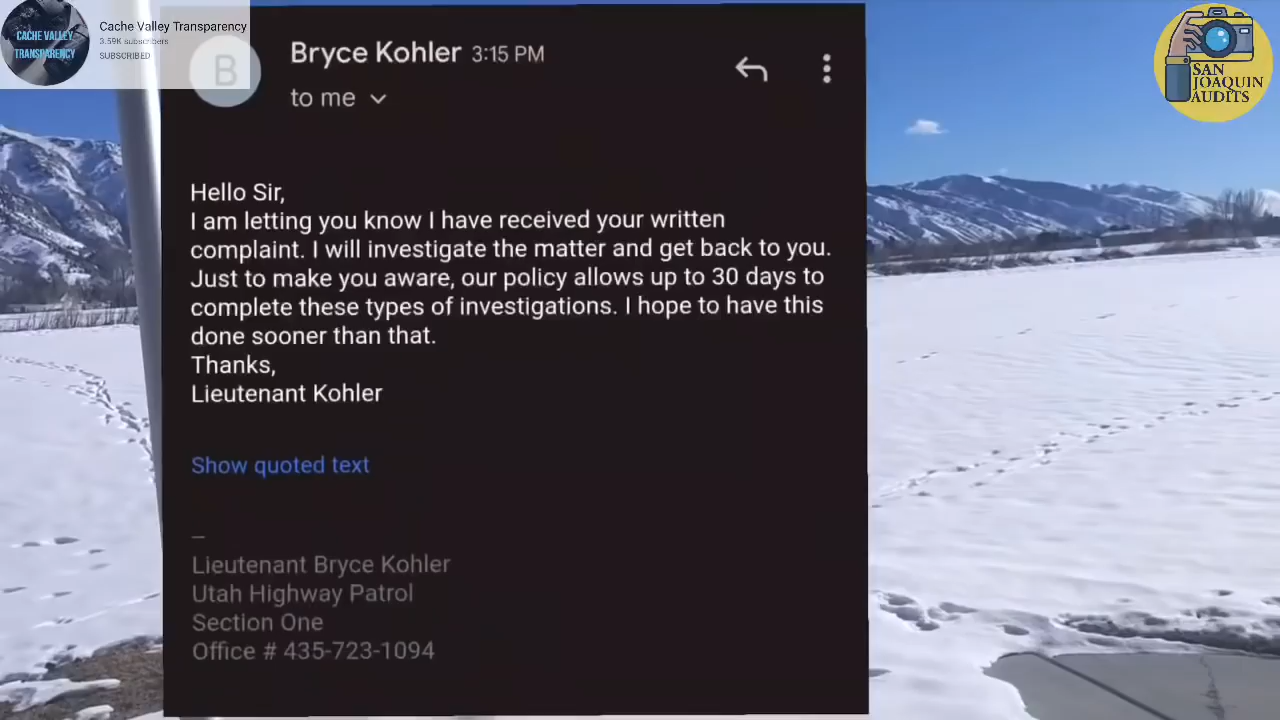 Cache Valley Transparency
3.59K subscribers
SUBSCRIBED
CACHE VALLEY
TRANSPARENCY
B
Bryce Kohler 3:15 PM
to me
SAN
JOAQUIN
AUDITS
Hello Sir,
I am letting you know I have received your written
complaint. I will investigate the matter and get back to you.
Just to make you aware, our policy allows up to 30 days to
complete these types of investigations. I hope to have this
done sooner than that.
Thanks,
Lieutenant Kohler
Show quoted text
—
Lieutenant Bryce Kohler
Utah Highway Patrol
Section One
Office # 435-723-1094